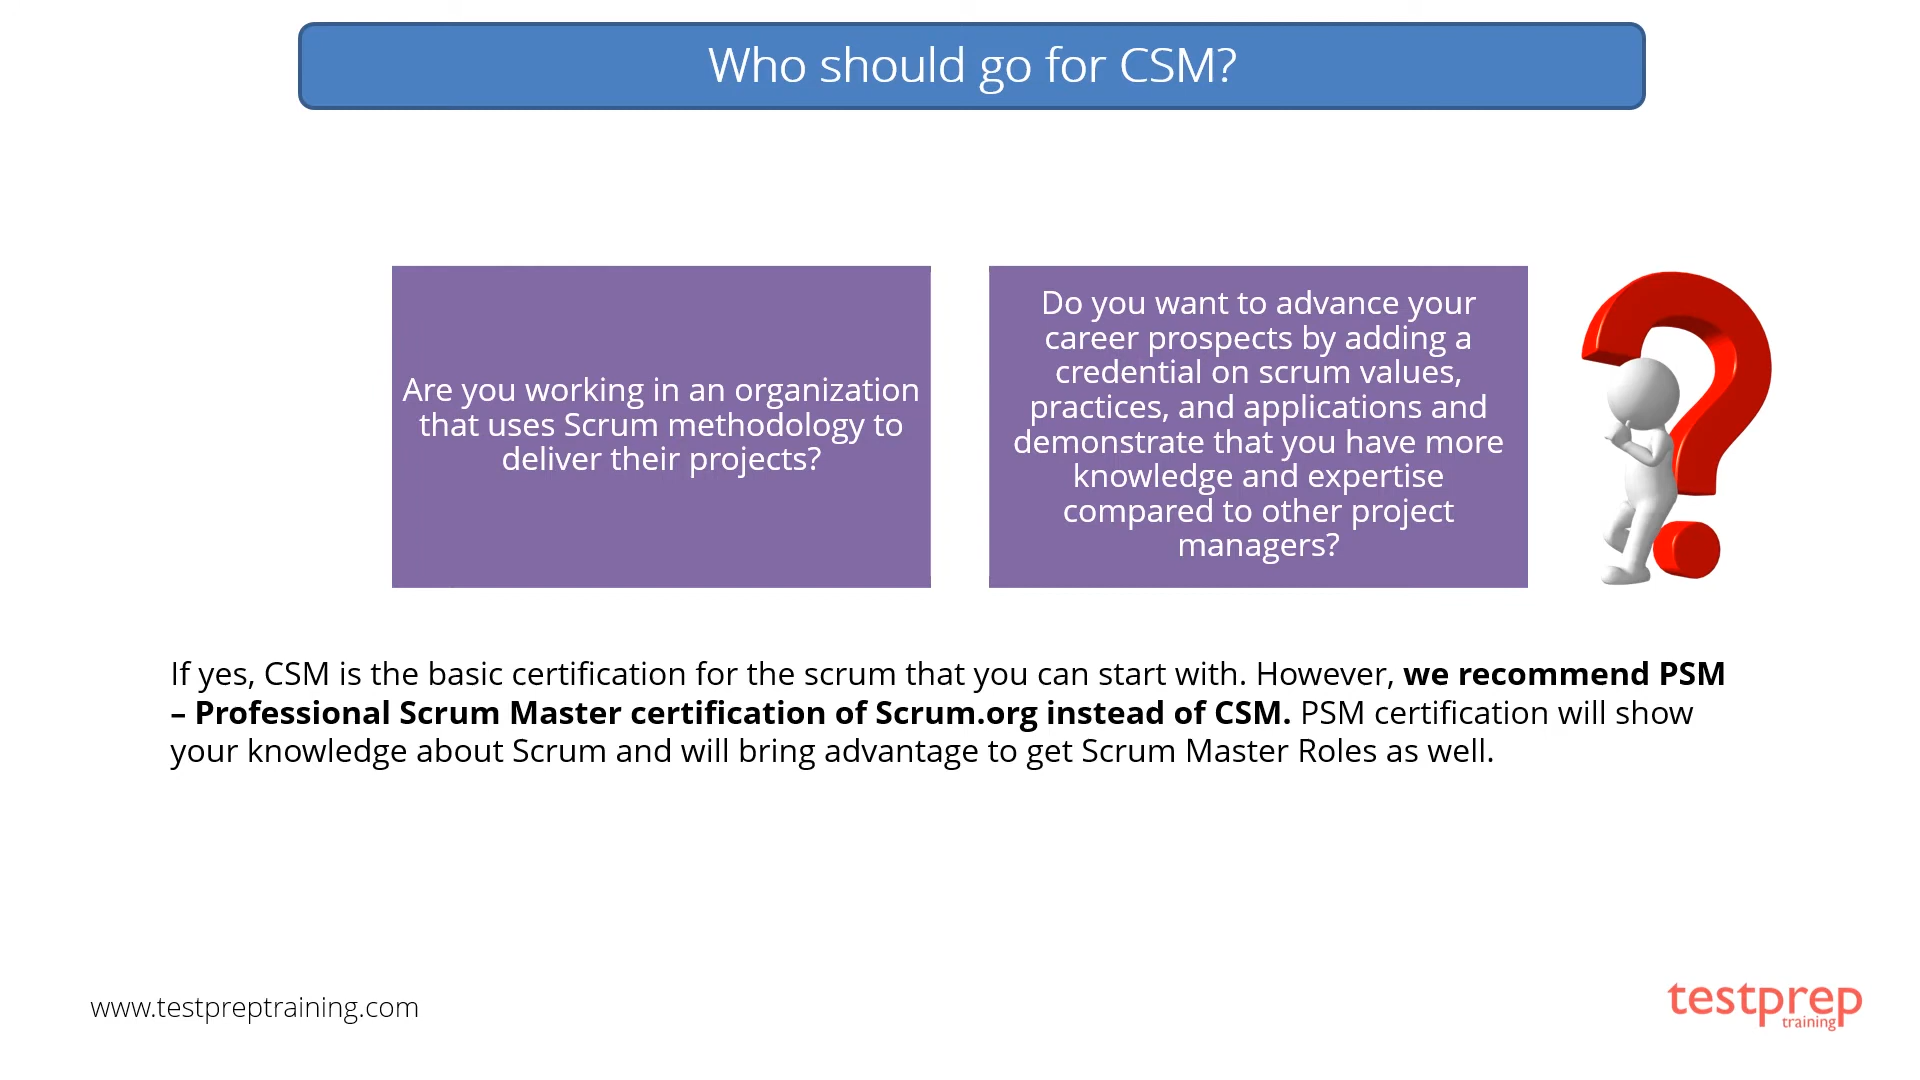 Who should go for CSM?
Are you working in an organization
that uses Scrum methodology to
deliver their projects?
Do you want to advance your
career prospects by adding a
credential on scrum values,
practices, and applications and
demonstrate that you have more
knowledge and expertise
compared to other project
managers?
If yes, CSM is the basic certification for the scrum that you can start with. However, we recommend PSM
– Professional Scrum Master certification of Scrum.org instead of CSM. PSM certification will show
your knowledge about Scrum and will bring advantage to get Scrum Master Roles as well.
www.testpreptraining.com
testprep
training